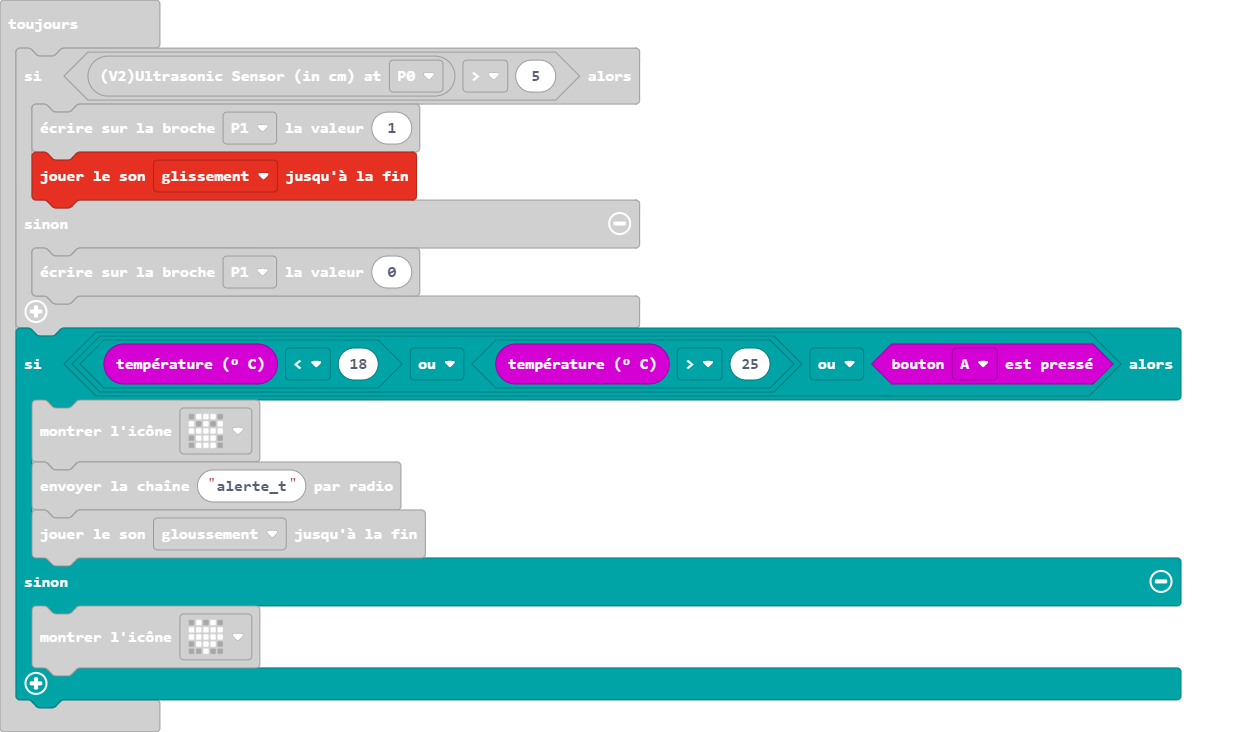 toujours
si (V2)Ultrasonic Sensor (in cm) at P0 > 5 alors
écrire sur la broche P1 la valeur 1
jouer le son glissement jusqu'à la fin
sinon
écrire sur la broche P1 la valeur 0
si température (º C) < 18 ou température (º C) > 25 ou bouton A est pressé alors
montrer l'icône
envoyer la chaîne "alerte_t" par radio
jouer le son gloussement jusqu'à la fin
sinon
montrer l'icône